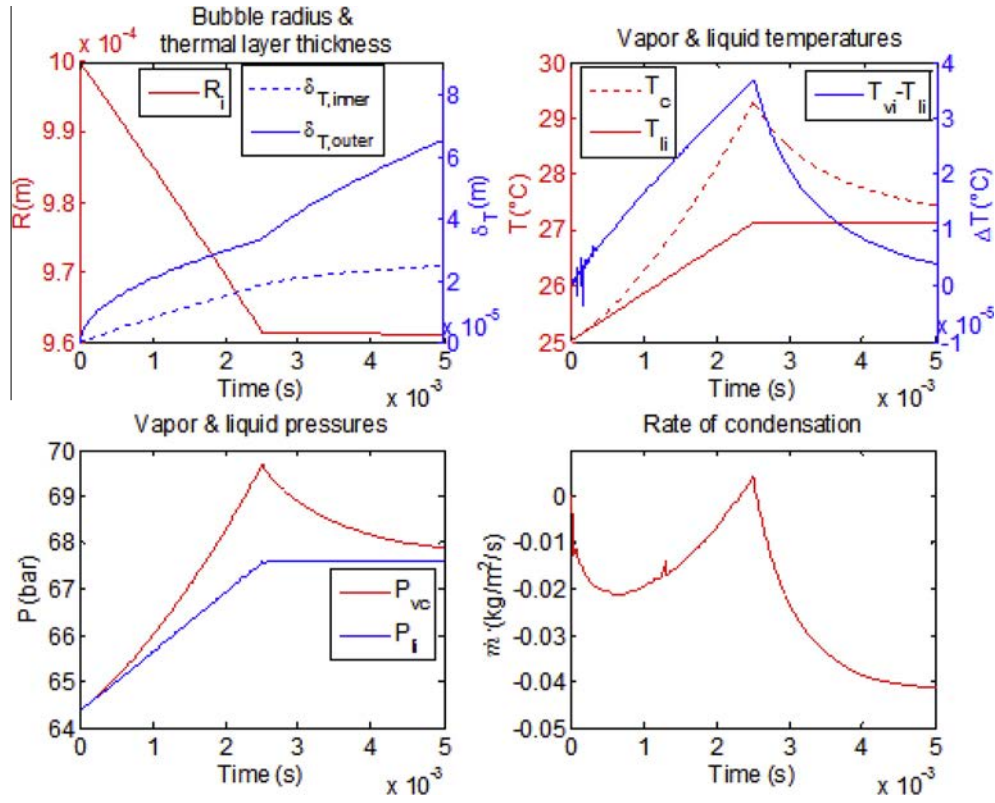 Bubble radius &
thermal layer thickness
x 10⁻⁴
10
9.9
9.8
9.7
9.6
R(m)
R_i
δ_T,inner
δ_T,outer
8
6
4
2
0
x 10⁻⁵
δ_T(m)
0 1 2 3 4 5
Time (s)
x 10⁻³
Vapor & liquid temperatures
30
29
28
27
26
25
T(°C)
T_c
T_li
T_vi-T_li
4
3
2
1
0
-1
x 10⁻⁵
ΔT(°C)
0 1 2 3 4 5
Time (s)
x 10⁻³
Vapor & liquid pressures
70
69
68
67
66
65
64
P(bar)
P_vc
P_li
0 1 2 3 4 5
Time (s)
x 10⁻³
Rate of condensation
0
-0.01
-0.02
-0.03
-0.04
-0.05
ṁ·(kg/m²/s)
0 1 2 3 4 5
Time (s)
x 10⁻³